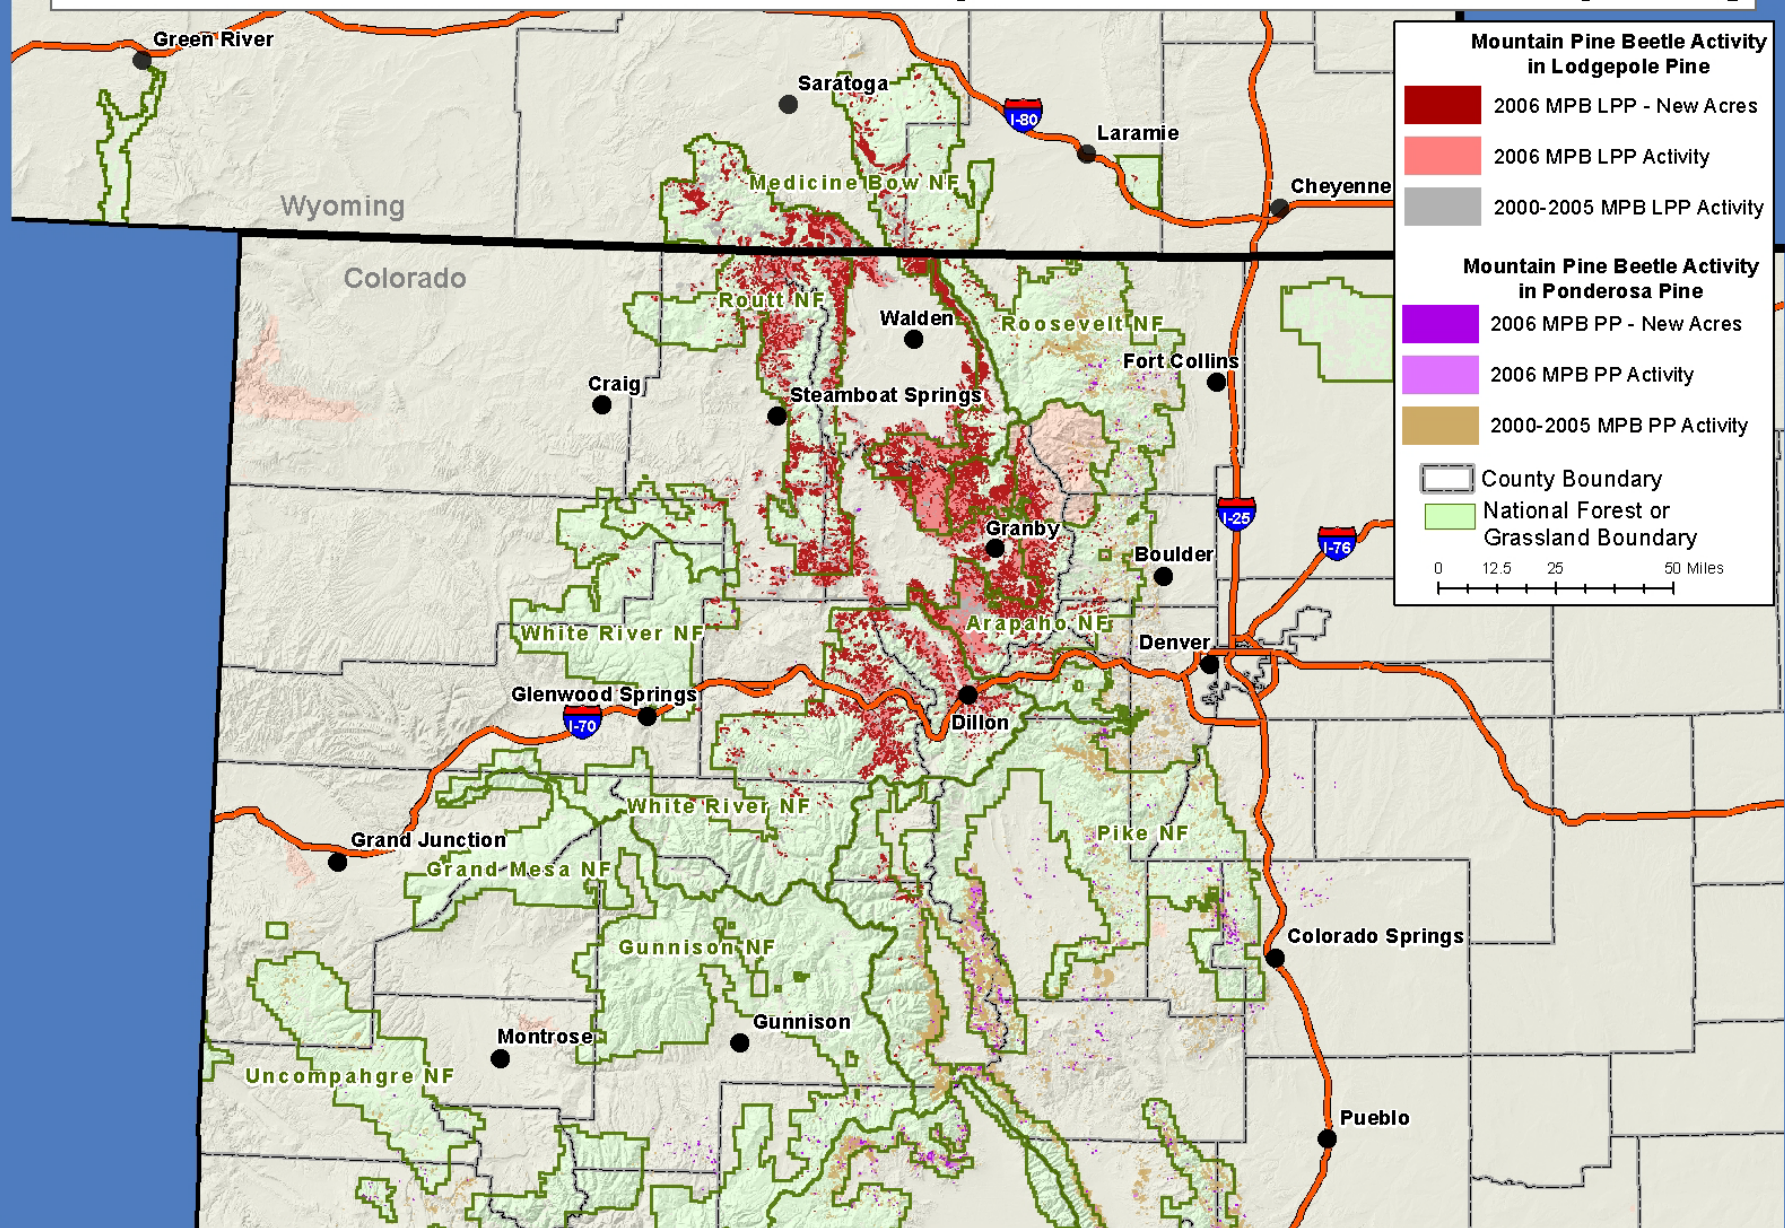 Green River
Saratoga
I-80
Laramie
Medicine Bow NF
Cheyenne
Wyoming
Colorado
Routt NF
Walden
Roosevelt NF
Fort Collins
Craig
Steamboat Springs
I-25
Granby
I-76
Boulder
Arapaho NF
White River NF
Denver
Glenwood Springs
I-70
Dillon
White River NF
Pike NF
Grand Junction
Grand Mesa NF
Gunnison NF
Colorado Springs
Gunnison
Montrose
Uncompahgre NF
Pueblo
Mountain Pine Beetle Activity
in Lodgepole Pine
2006 MPB LPP - New Acres
2006 MPB LPP Activity
2000-2005 MPB LPP Activity
Mountain Pine Beetle Activity
in Ponderosa Pine
2006 MPB PP - New Acres
2006 MPB PP Activity
2000-2005 MPB PP Activity
County Boundary
National Forest or
Grassland Boundary
0 12.5 25 50 Miles